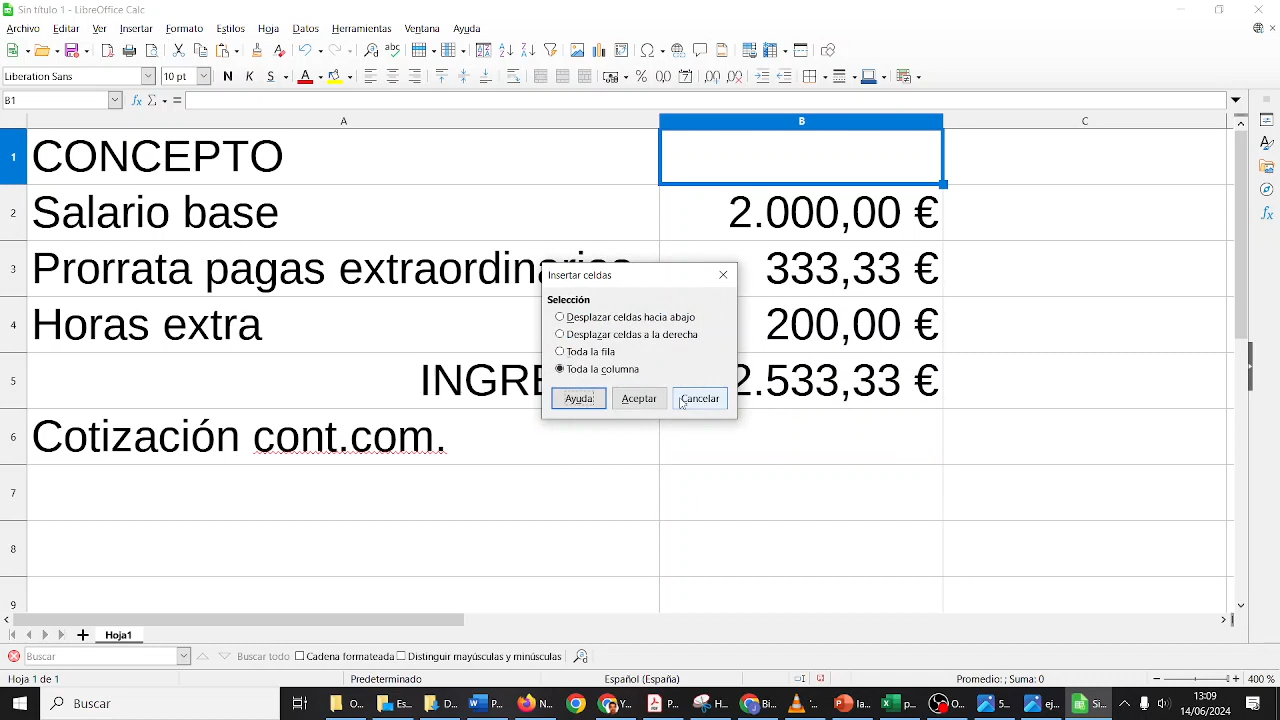 Sin título 1 - LibreOffice Calc
Archivo Editar Ver Insertar Formato Estilos Hoja Datos Herramientas Ventana Ayuda
Liberation Sans 10 pt N K S
B1
A B C
1 CONCEPTO
2 Salario base 2.000,00 €
3 Prorrata pagas extraordinarias 333,33 €
4 Horas extra 200,00 €
5 INGRE 2.533,33 €
6 Cotización cont.com.
7
8
9
Insertar celdas
Selección
Desplazar celdas hacia abajo
Desplazar celdas a la derecha
Toda la fila
Toda la columna
Ayuda Aceptar Cancelar
Hoja1
Buscar Buscar todo Cadena formateada Distinguir mayúsculas y minúsculas
Hoja 1 de 1 Predeterminado Español (España) Promedio: ; Suma: 0 400 %
Buscar O... Es... D... P... N... Y... P... H... Bi... ja... P... O... S... ej... Si... 13:09
14/06/2024